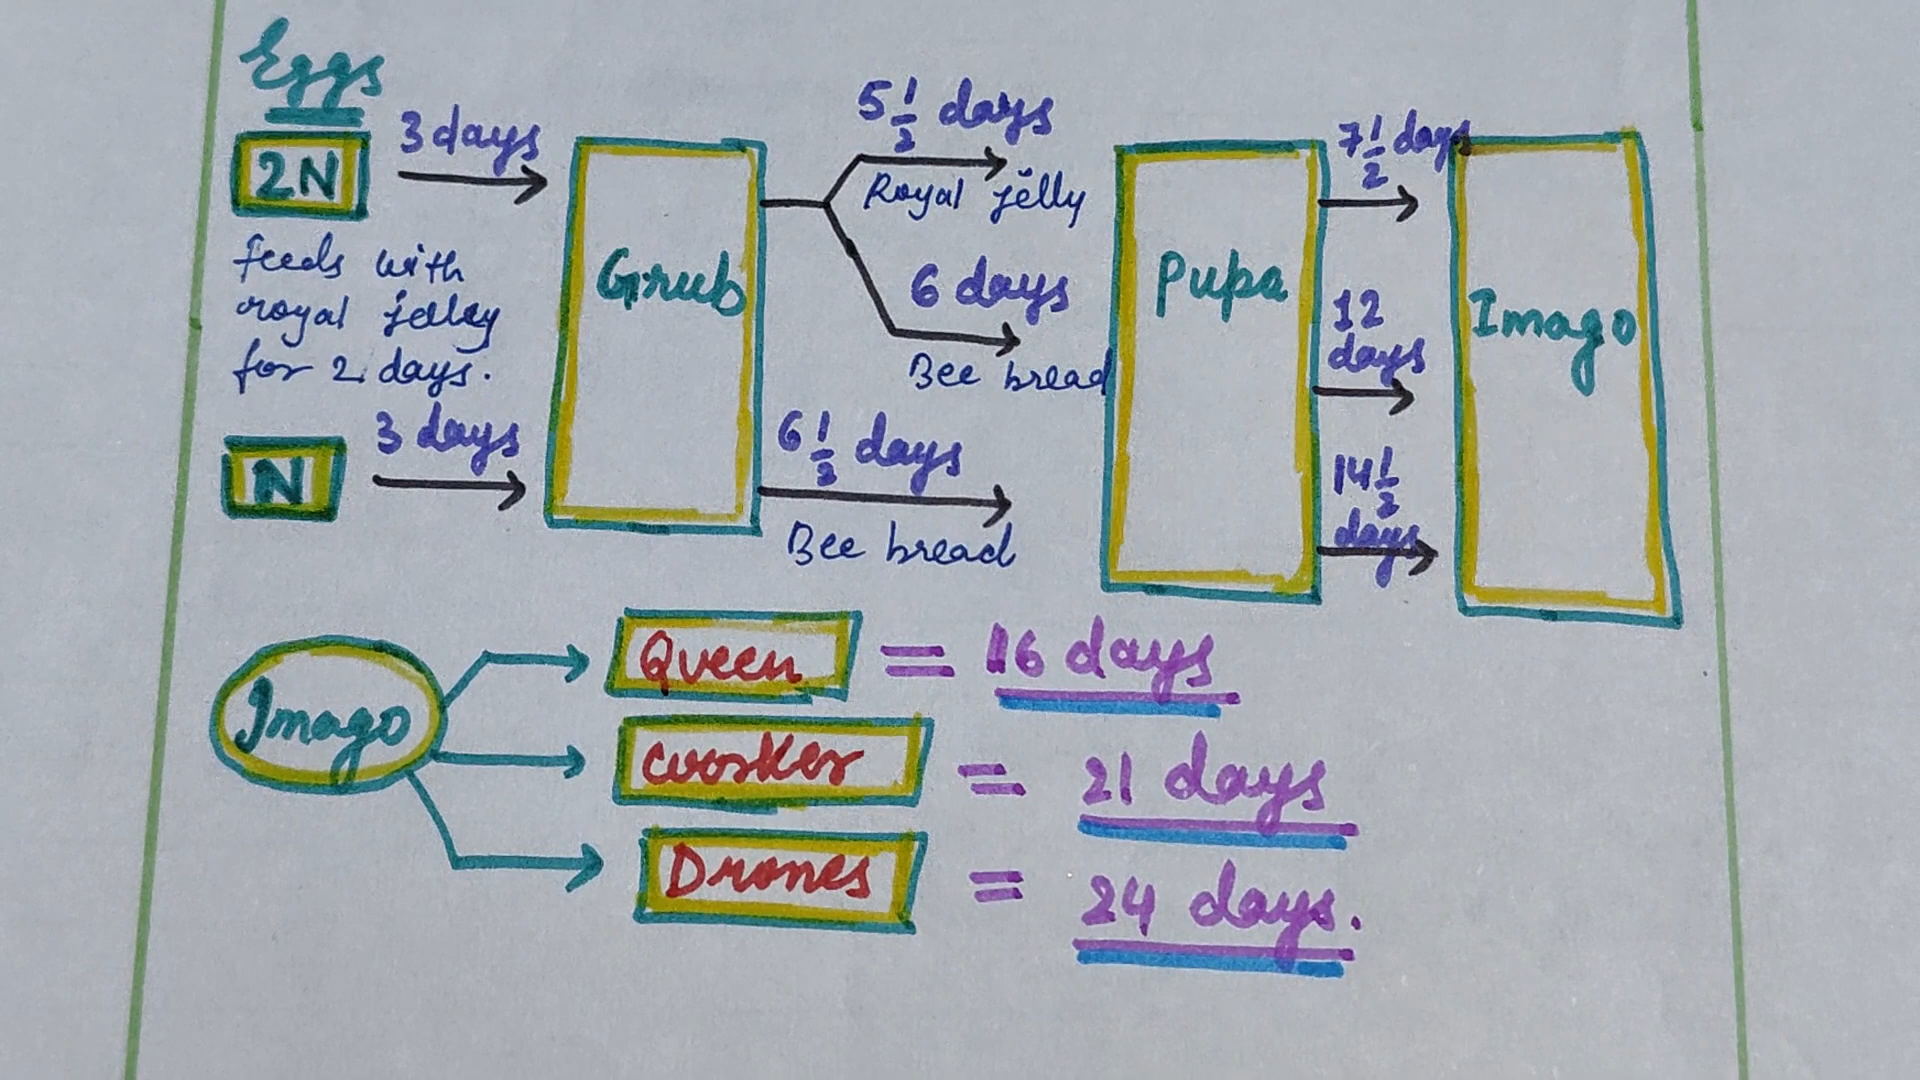 Eggs
2N
3 days
feeds with
royal jelley
for 2 days.
N
3 days
Grub
5 1/2 days
Royal jelly
6 days
Bee bread
6 1/2 days
Bee bread
Pupa
7 1/2 days
12
days
14 1/2
days
Imago
Imago
Queen = 16 days
Worker = 21 days
Drones = 24 days.